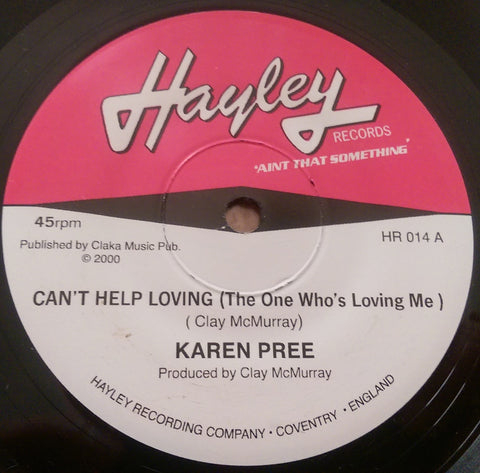 Hayley
RECORDS
"AINT THAT SOMETHING"
45rpm
HR 014 A
Published by Claka Music Pub.
© 2000
CAN'T HELP LOVING (The One Who's Loving Me )
( Clay McMurray)
KAREN PREE
Produced by Clay McMurray
HAYLEY RECORDING COMPANY • COVENTRY • ENGLAND